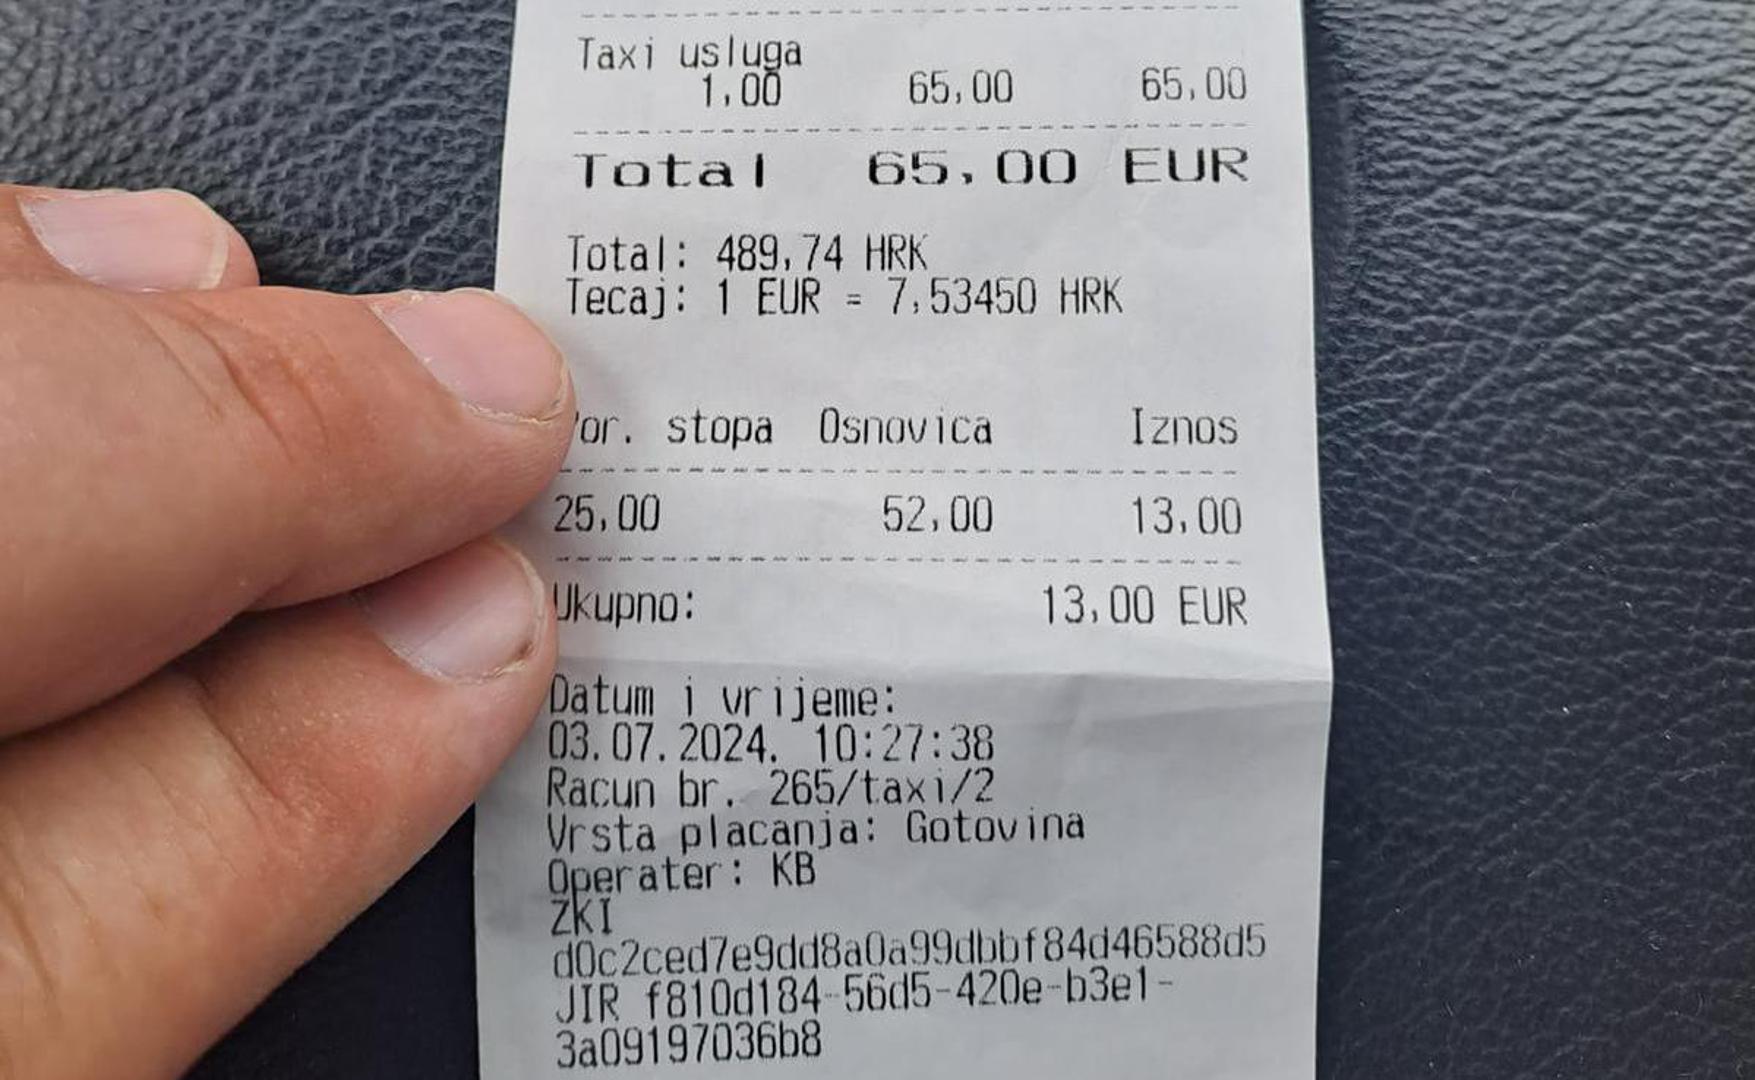 Taxi usluga
1,00 65,00 65,00
Total 65,00 EUR
Total: 489,74 HRK
Tecaj: 1 EUR = 7,53450 HRK
or. stopa Osnovica Iznos
25,00 52,00 13,00
Ukupno: 13,00 EUR
Datum i vrijeme:
03.07.2024. 10:27:38
Racun br. 265/taxi/2
Vrsta placanja: Gotovina
Operater: KB
ZKI
d0c2ced7e9dd8a0a99dbbf84d46588d5
JIR f810d184-56d5-420e-b3e1-
3a09197036b8